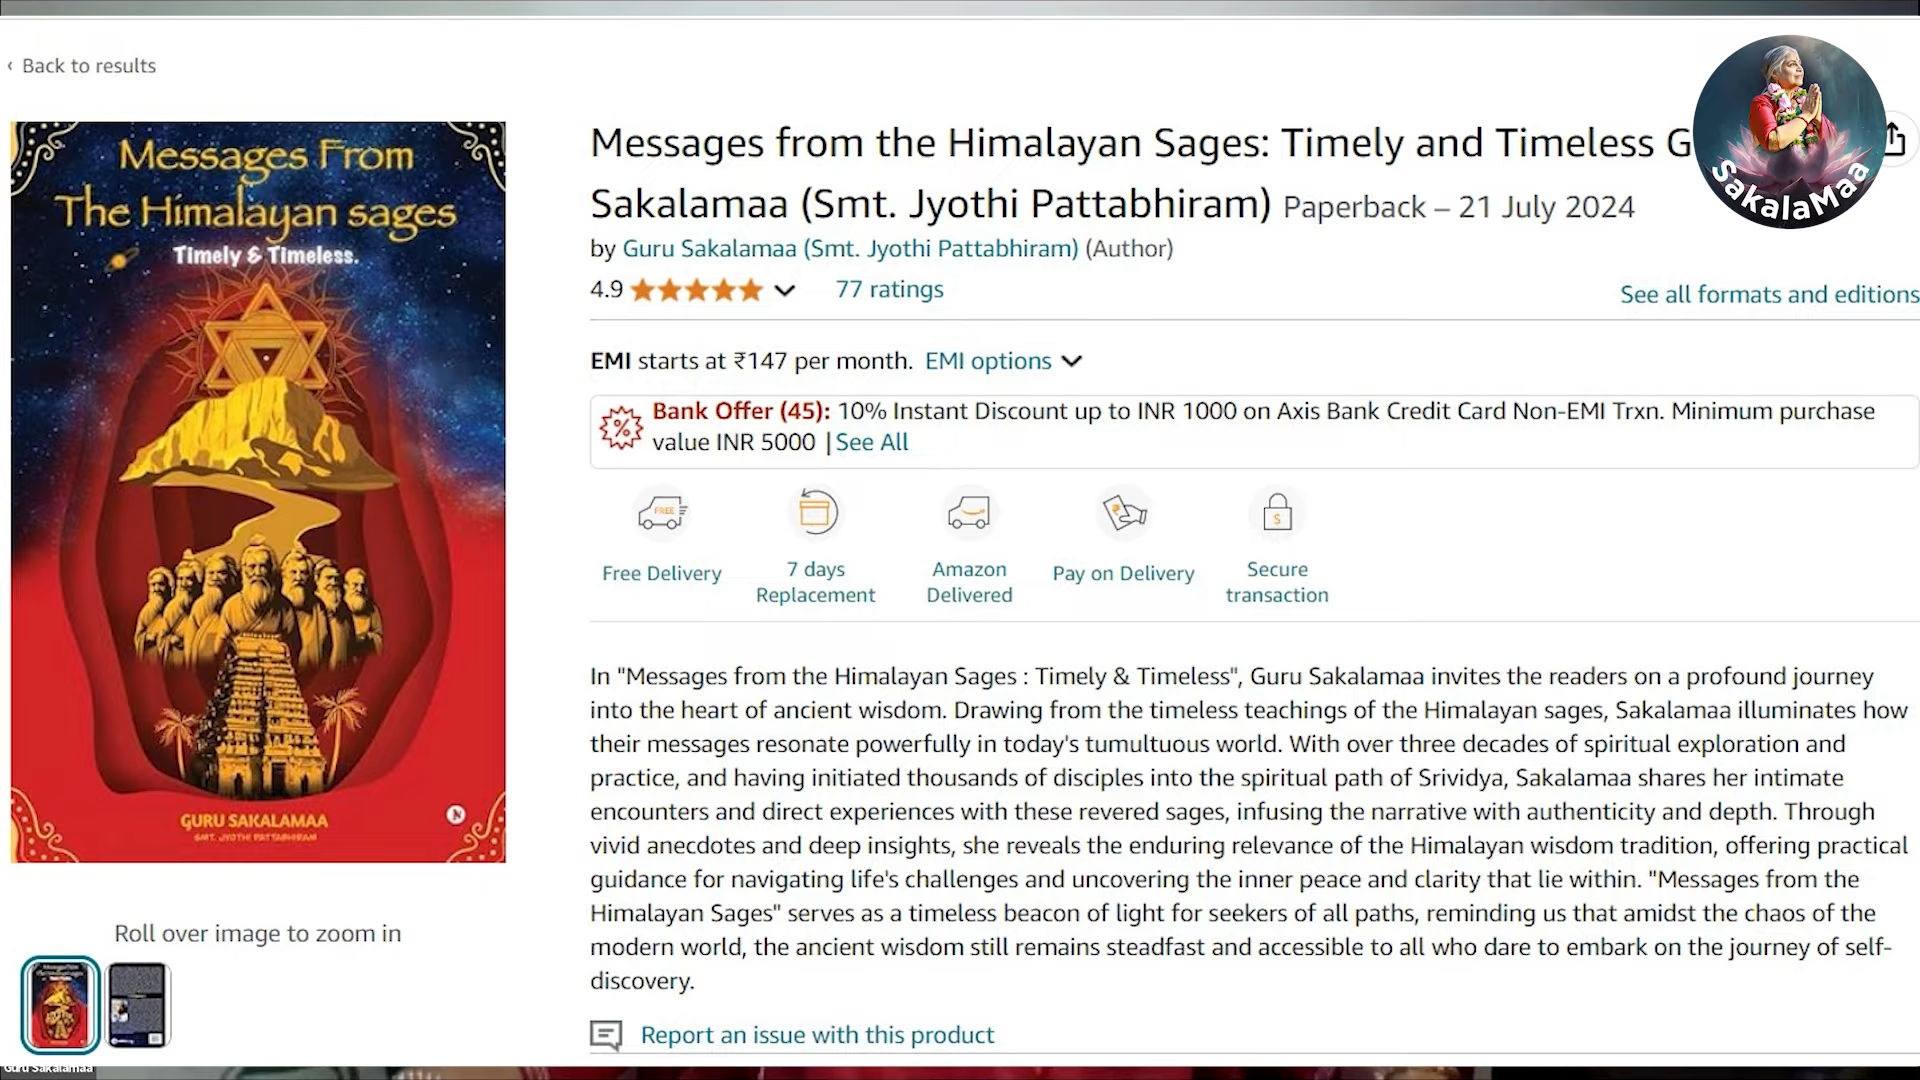 ‹ Back to results
Messages From
The Himalayan sages
Timely & Timeless.
GURU SAKALAMAA
SMT. JYOTHI PATTABHIRAM
N
Roll over image to zoom in
Messages from the Himalayan Sages: Timely and Timeless G
Sakalamaa (Smt. Jyothi Pattabhiram) Paperback – 21 July 2024
by Guru Sakalamaa (Smt. Jyothi Pattabhiram) (Author)
4.9 77 ratings
See all formats and editions
SakalaMaa
EMI starts at ₹147 per month. EMI options
Bank Offer (45): 10% Instant Discount up to INR 1000 on Axis Bank Credit Card Non-EMI Trxn. Minimum purchase
value INR 5000 | See All
FREE
Free Delivery
7 days
Replacement
Amazon
Delivered
Pay on Delivery
Secure
transaction
In "Messages from the Himalayan Sages : Timely & Timeless", Guru Sakalamaa invites the readers on a profound journey
into the heart of ancient wisdom. Drawing from the timeless teachings of the Himalayan sages, Sakalamaa illuminates how
their messages resonate powerfully in today's tumultuous world. With over three decades of spiritual exploration and
practice, and having initiated thousands of disciples into the spiritual path of Srividya, Sakalamaa shares her intimate
encounters and direct experiences with these revered sages, infusing the narrative with authenticity and depth. Through
vivid anecdotes and deep insights, she reveals the enduring relevance of the Himalayan wisdom tradition, offering practical
guidance for navigating life's challenges and uncovering the inner peace and clarity that lie within. "Messages from the
Himalayan Sages" serves as a timeless beacon of light for seekers of all paths, reminding us that amidst the chaos of the
modern world, the ancient wisdom still remains steadfast and accessible to all who dare to embark on the journey of self-
discovery.
Report an issue with this product
Guru Sakalamaa